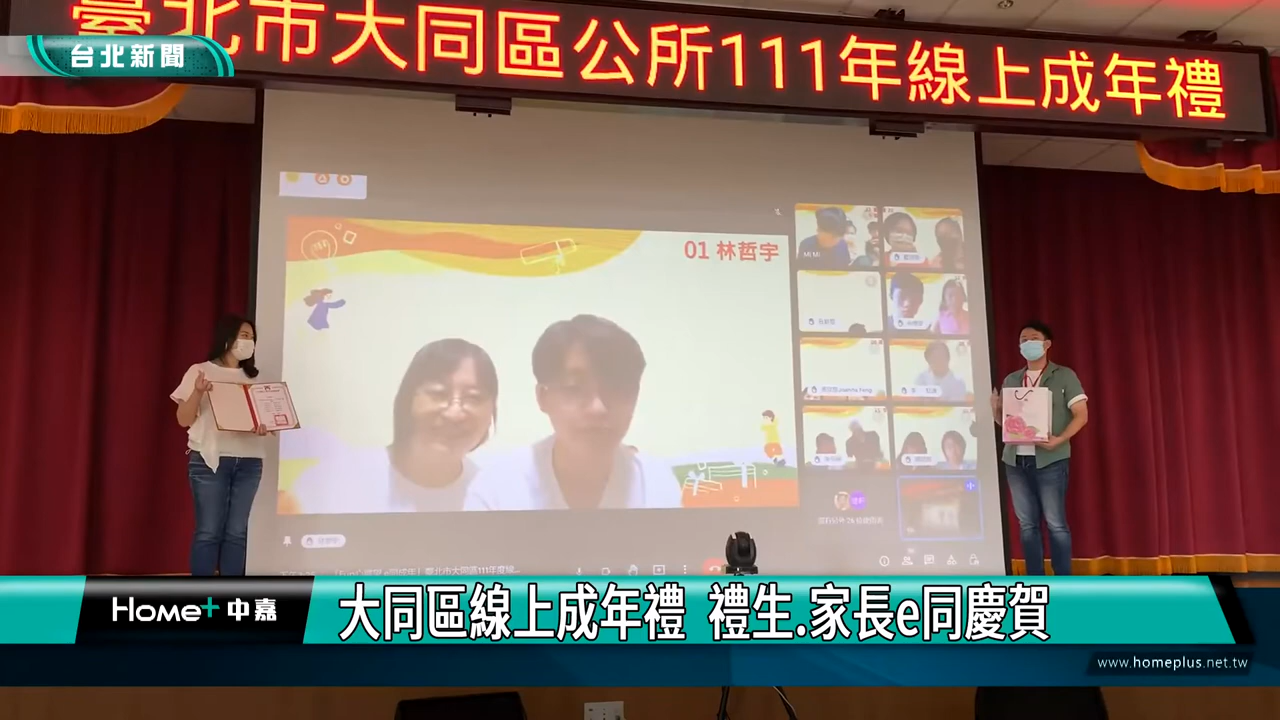 臺北市大同區公所111年線上成年禮
台北新聞
01 林哲宇
Mi Mi
大同區線上成年禮 禮生.家長e同慶賀
Home+中嘉
www.homeplus.net.tw